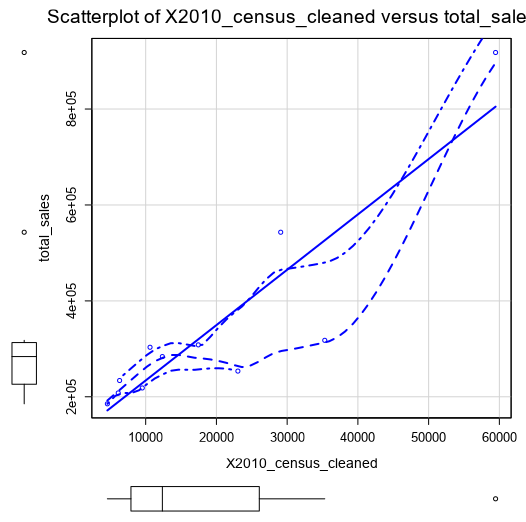 Scatterplot of X2010_census_cleaned versus total_sale
8e+05
6e+05
4e+05
2e+05
total_sales
10000 20000 30000 40000 50000 60000
X2010_census_cleaned